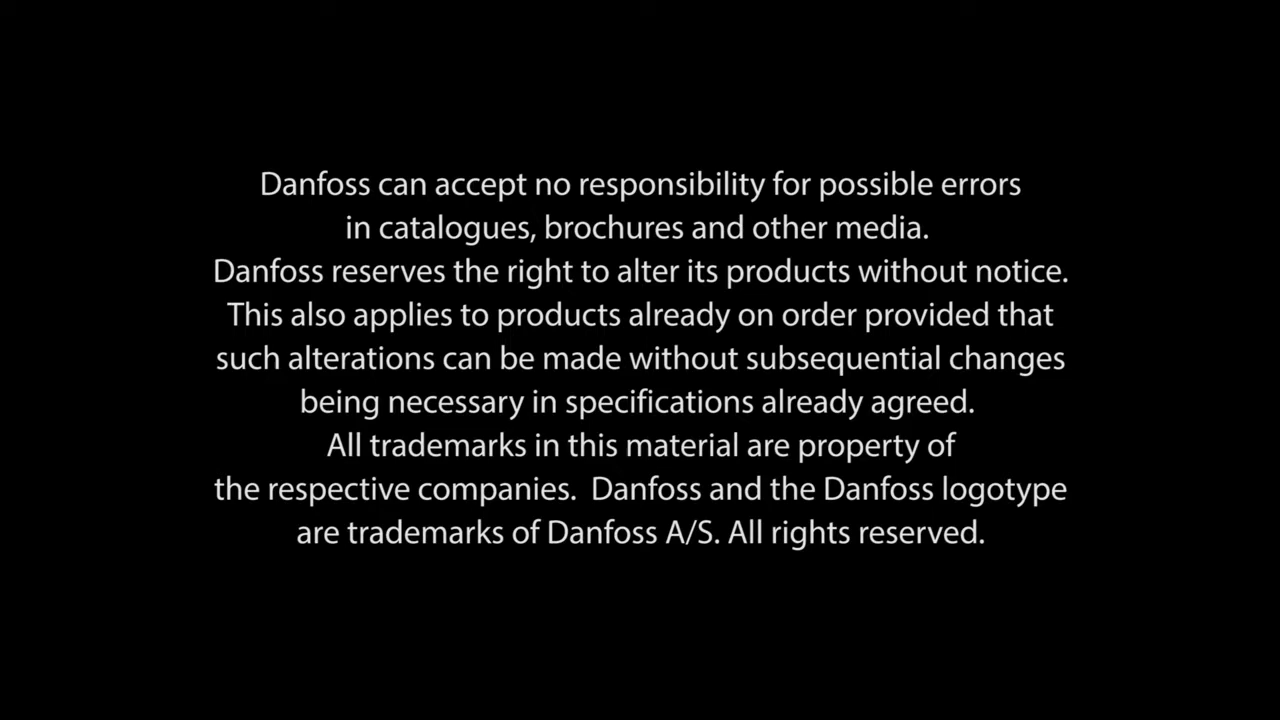 Danfoss can accept no responsibility for possible errors
in catalogues, brochures and other media.
Danfoss reserves the right to alter its products without notice.
This also applies to products already on order provided that
such alterations can be made without subsequential changes
being necessary in specifications already agreed.
All trademarks in this material are property of
the respective companies.  Danfoss and the Danfoss logotype
are trademarks of Danfoss A/S. All rights reserved.